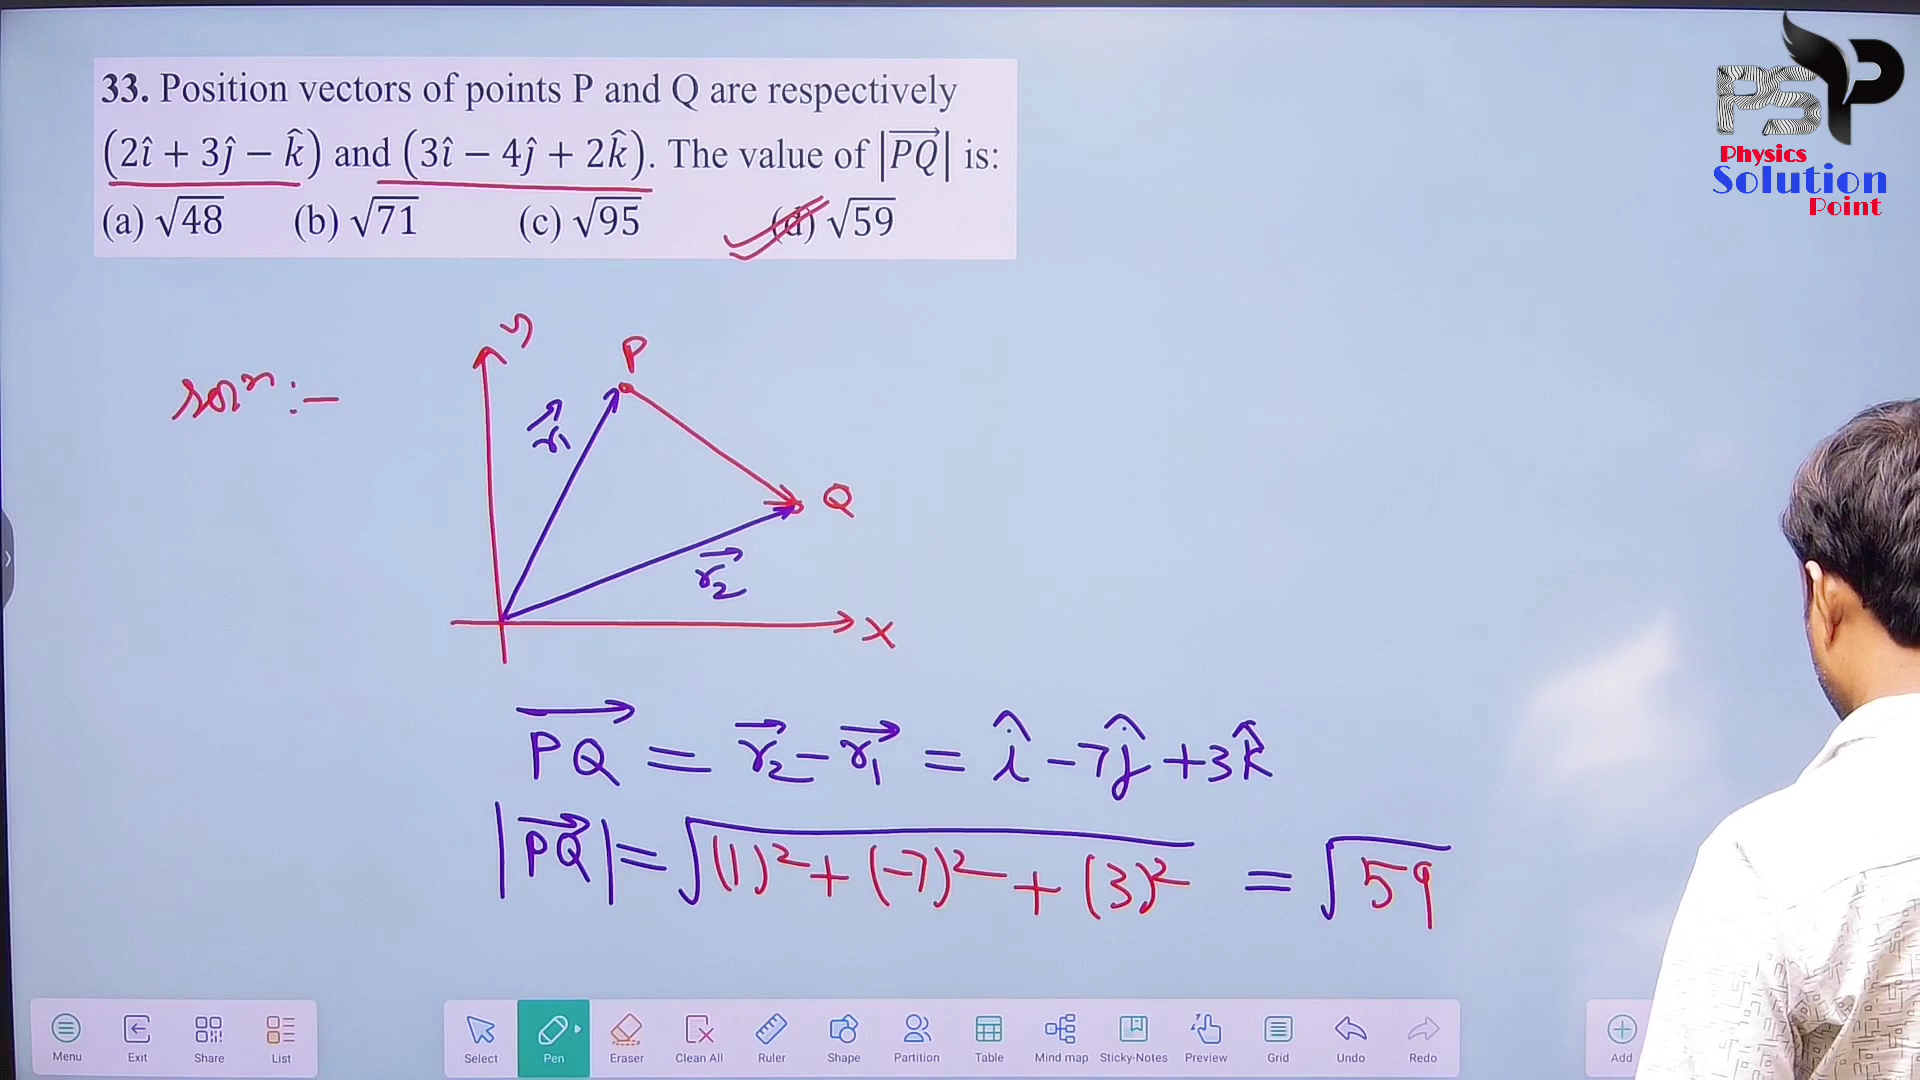 33. Position vectors of points P and Q are respectively
(2î + 3ĵ − k̂) and (3î − 4ĵ + 2k̂). The value of |PQ⃗| is:
(a) √48 (b) √71 (c) √95 (d) √59
PSP
Physics
Solution
Point
y
P
Solⁿ :-
r⃗₁
Q
r⃗₂
X
PQ⃗ = r⃗₂ − r⃗₁ = î − 7ĵ + 3k̂
|PQ⃗| = √(1)² + (−7)² + (3)² = √59
Menu Exit Share List Select Pen Eraser Clean All Ruler Shape Partition Table Mind map Sticky-Notes Preview Grid Undo Redo Add